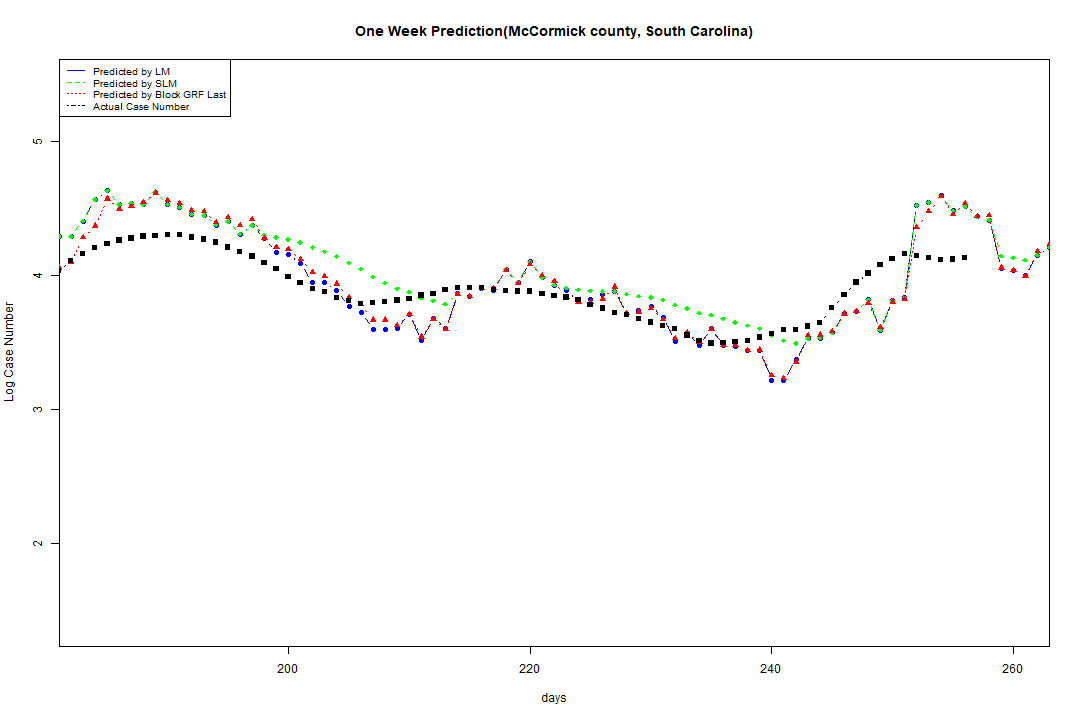 One Week Prediction(McCormick county, South Carolina)
Predicted by LM
Predicted by SLM
Predicted by Block GRF Last
Actual Case Number
5
4
3
2
Log Case Number
200 220 240 260
days